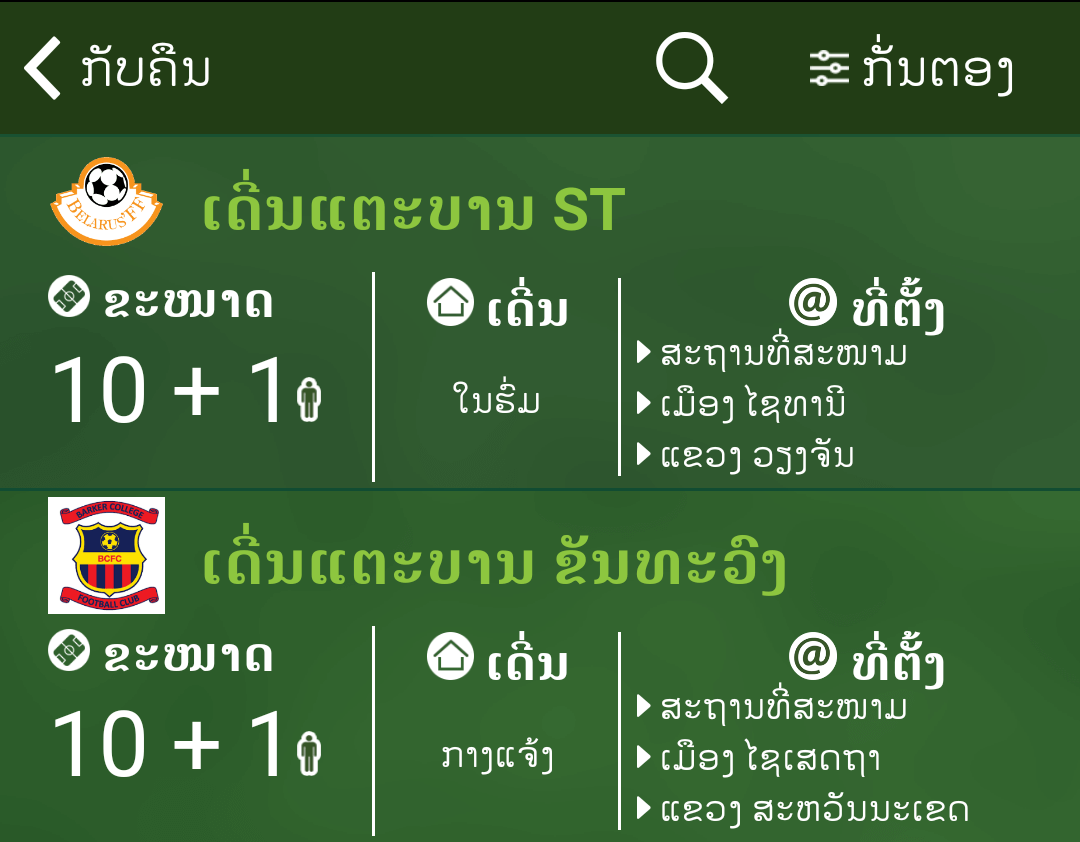 ກັບຄືນ
ກັ່ນຕອງ
BELARUS'FF
ເດີ່ນແຕະບານ ST
ຂະໜາດ
ເດີ່ນ
@ ທີ່ຕັ້ງ
10 + 1
ໃນຮົ່ມ
ສະຖານທີ່ສະໜາມ
ເມືອງ ໄຊທານີ
ແຂວງ ວຽງຈັນ
BARKER COLLEGE
BCFC
FOOTBALL CLUB
ເດີ່ນແຕະບານ ຂັນທະວົງ
ຂະໜາດ
ເດີ່ນ
@ ທີ່ຕັ້ງ
10 + 1
ກາງແຈ້ງ
ສະຖານທີ່ສະໜາມ
ເມືອງ ໄຊເສດຖາ
ແຂວງ ສະຫວັນນະເຂດ